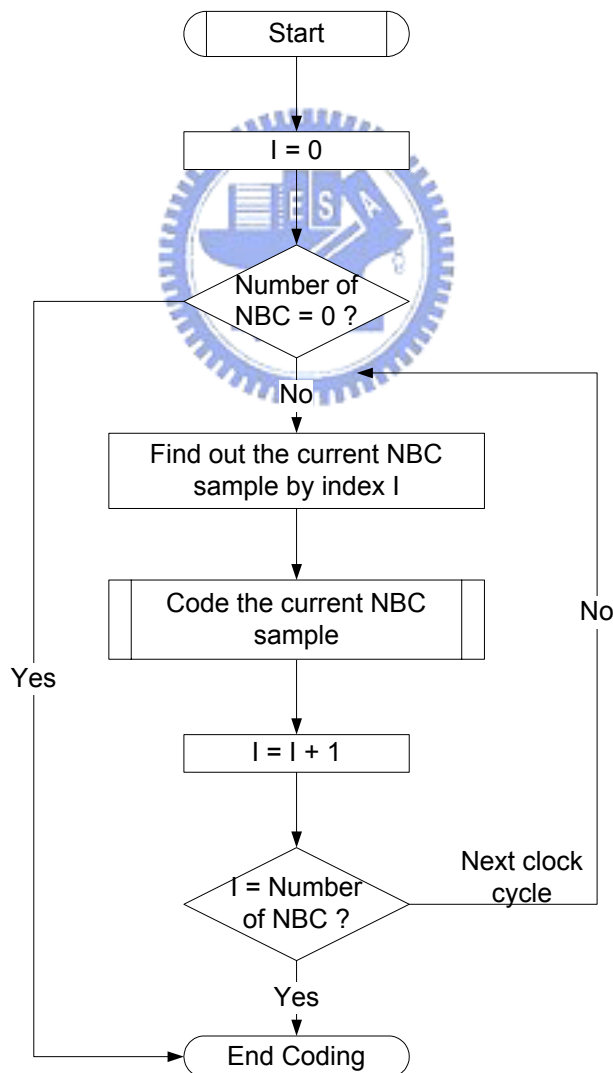 Start
I = 0
E S A
Number of
NBC = 0 ?
No
Find out the current NBC
sample by index I
Code the current NBC
sample
No
Yes
I = I + 1
Next clock
cycle
I = Number
of NBC ?
Yes
End Coding